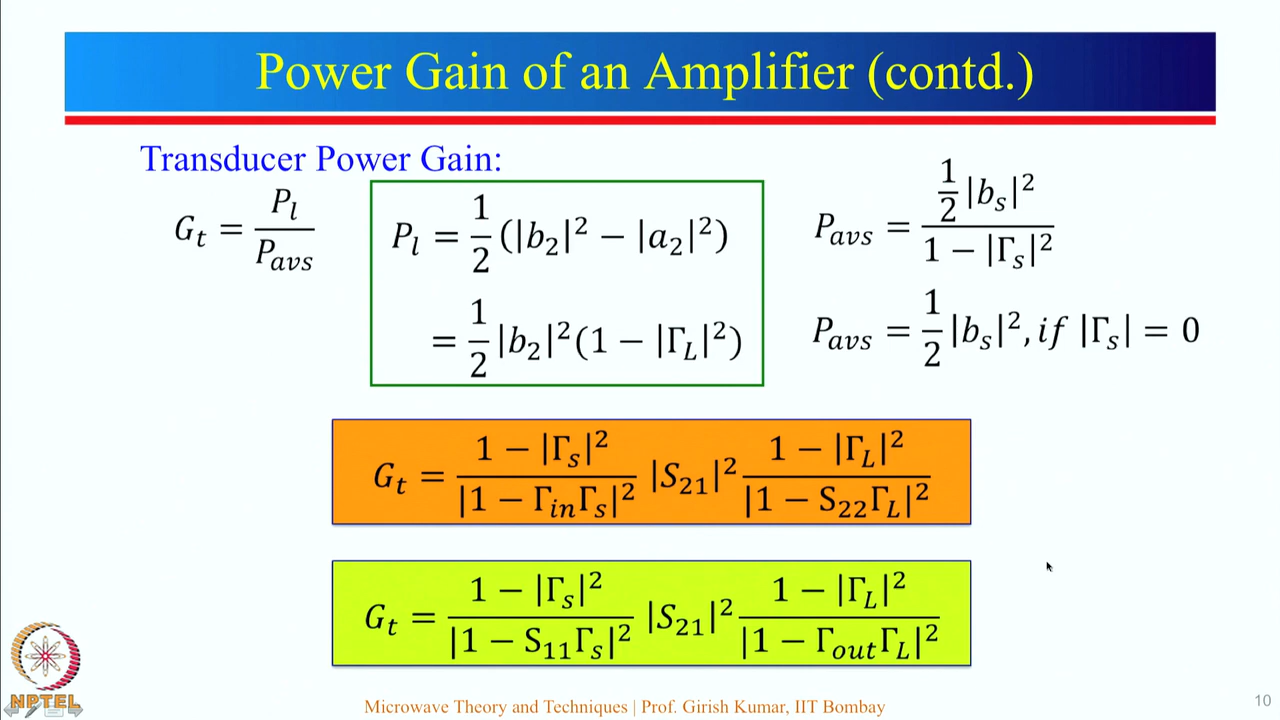 Power Gain of an Amplifier (contd.)
Transducer Power Gain:
G_t = P_l / P_avs
P_l = 1/2 (|b_2|^2 − |a_2|^2)
= 1/2 |b_2|^2 (1 − |Γ_L|^2)
P_avs = (1/2 |b_s|^2) / (1 − |Γ_s|^2)
P_avs = 1/2 |b_s|^2, if |Γ_s| = 0
G_t = (1 − |Γ_s|^2) / |1 − Γ_in Γ_s|^2 |S_21|^2 (1 − |Γ_L|^2) / |1 − S_22 Γ_L|^2
G_t = (1 − |Γ_s|^2) / |1 − S_11 Γ_s|^2 |S_21|^2 (1 − |Γ_L|^2) / |1 − Γ_out Γ_L|^2
NPTEL
Microwave Theory and Techniques | Prof. Girish Kumar, IIT Bombay
10